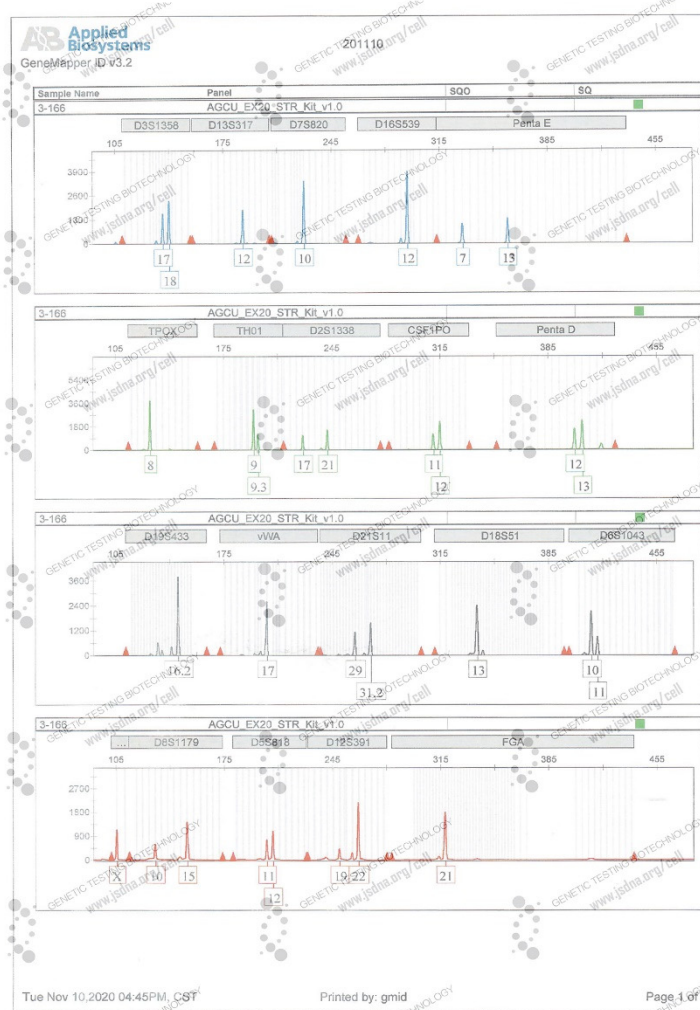 AB Applied
Biosystems
201110
GeneMapper ID v3.2
Sample Name Panel SQO SQ
3-166 AGCU_EX20_STR_Kit_v1.0
D3S1358 D13S317 D7S820 D16S539 Penta E
105 175 245 315 385 455
3900
2600
1300
0
17 12 10 12 7 13
18
3-166 AGCU_EX20_STR_Kit_v1.0
TPOX TH01 D2S1338 CSF1PO Penta D
105 175 245 315 385 455
5400
3600
1800
0
8 9 17 21 11 12
9.3 12 13
3-166 AGCU_EX20_STR_Kit_v1.0
D19S433 vWA D21S11 D18S51 D6S1043
105 175 245 315 385 455
3600
2400
1200
0
16.2 17 29 13 10
31.2 11
3-166 AGCU_EX20_STR_Kit_v1.0
... D8S1179 D5S818 D12S391 FGA
105 175 245 315 385 455
2700
1800
900
0
X 10 15 11 19 22 21
12
Tue Nov 10,2020 04:45PM, CST Printed by: gmid Page 1 of
GENETIC TESTING BIOTECHNOLOGY
www.jsdna.org/cell